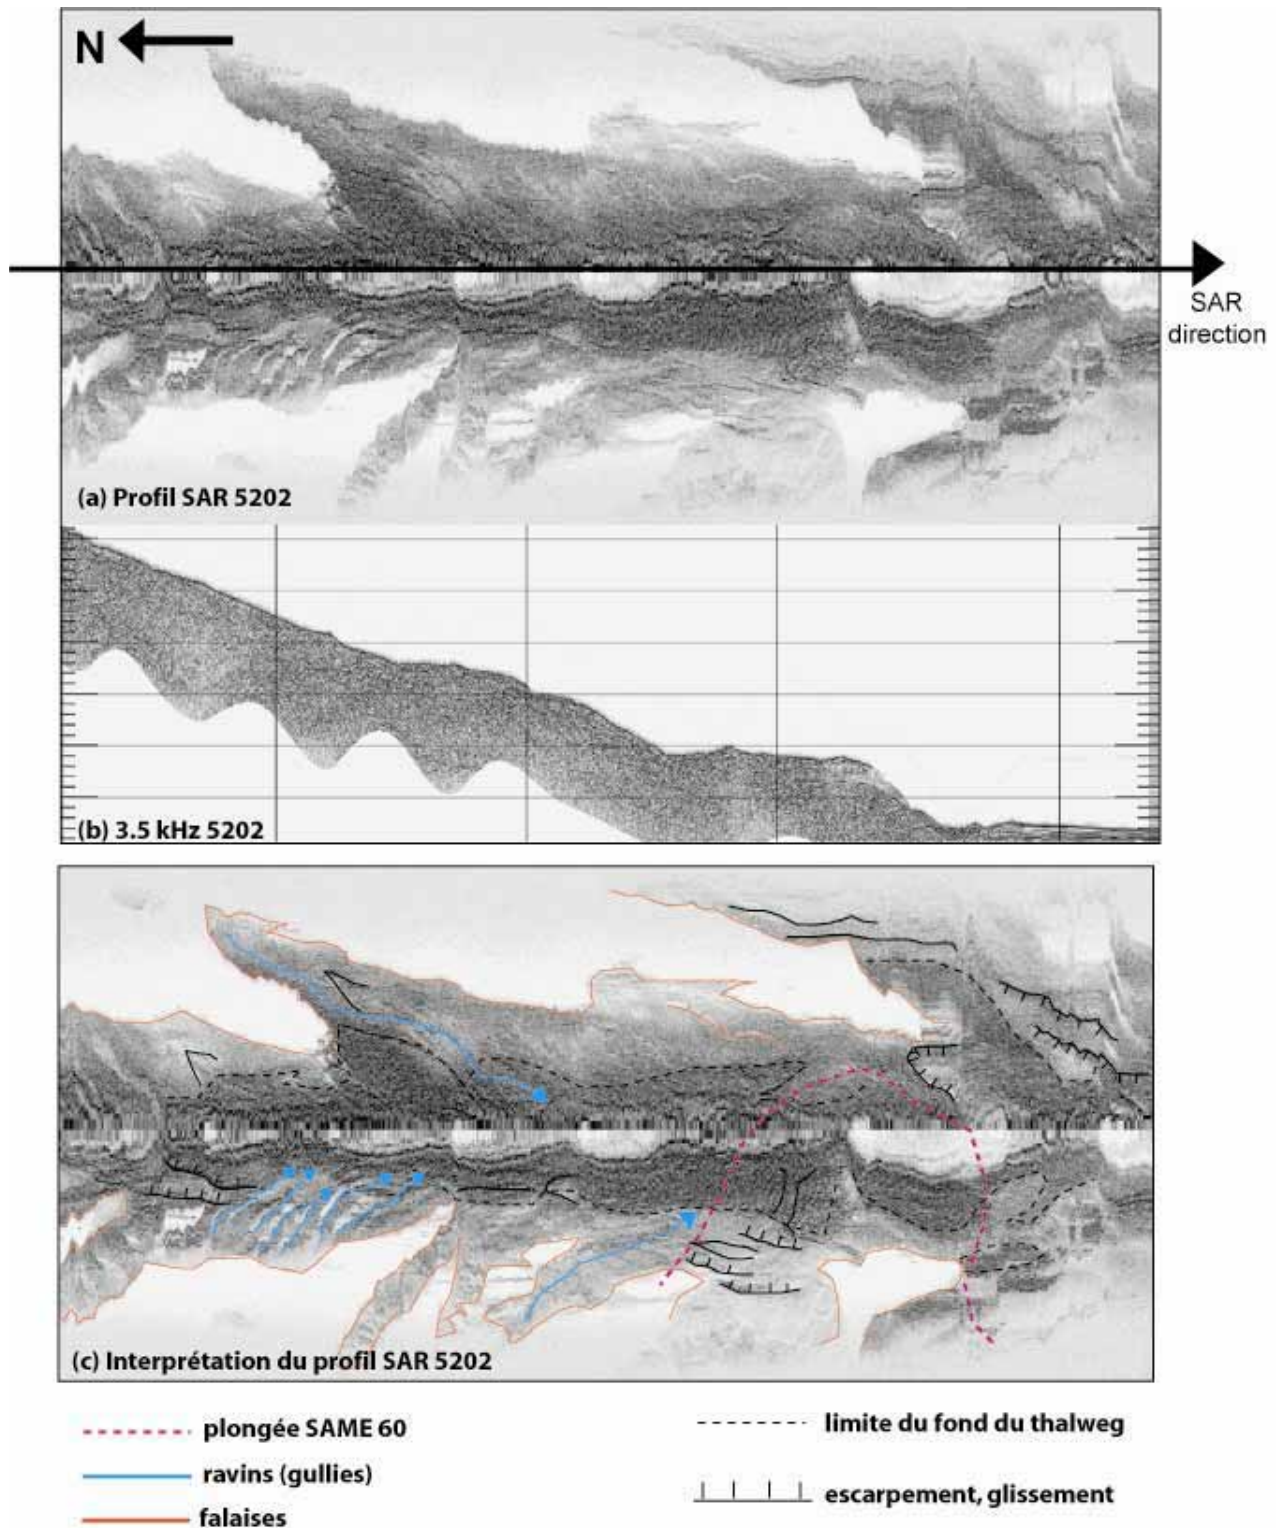 N
SAR
direction
(a) Profil SAR 5202
(b) 3.5 kHz 5202
(c) Interprétation du profil SAR 5202
plongée SAME 60
ravins (gullies)
falaises
limite du fond du thalweg
escarpement, glissement